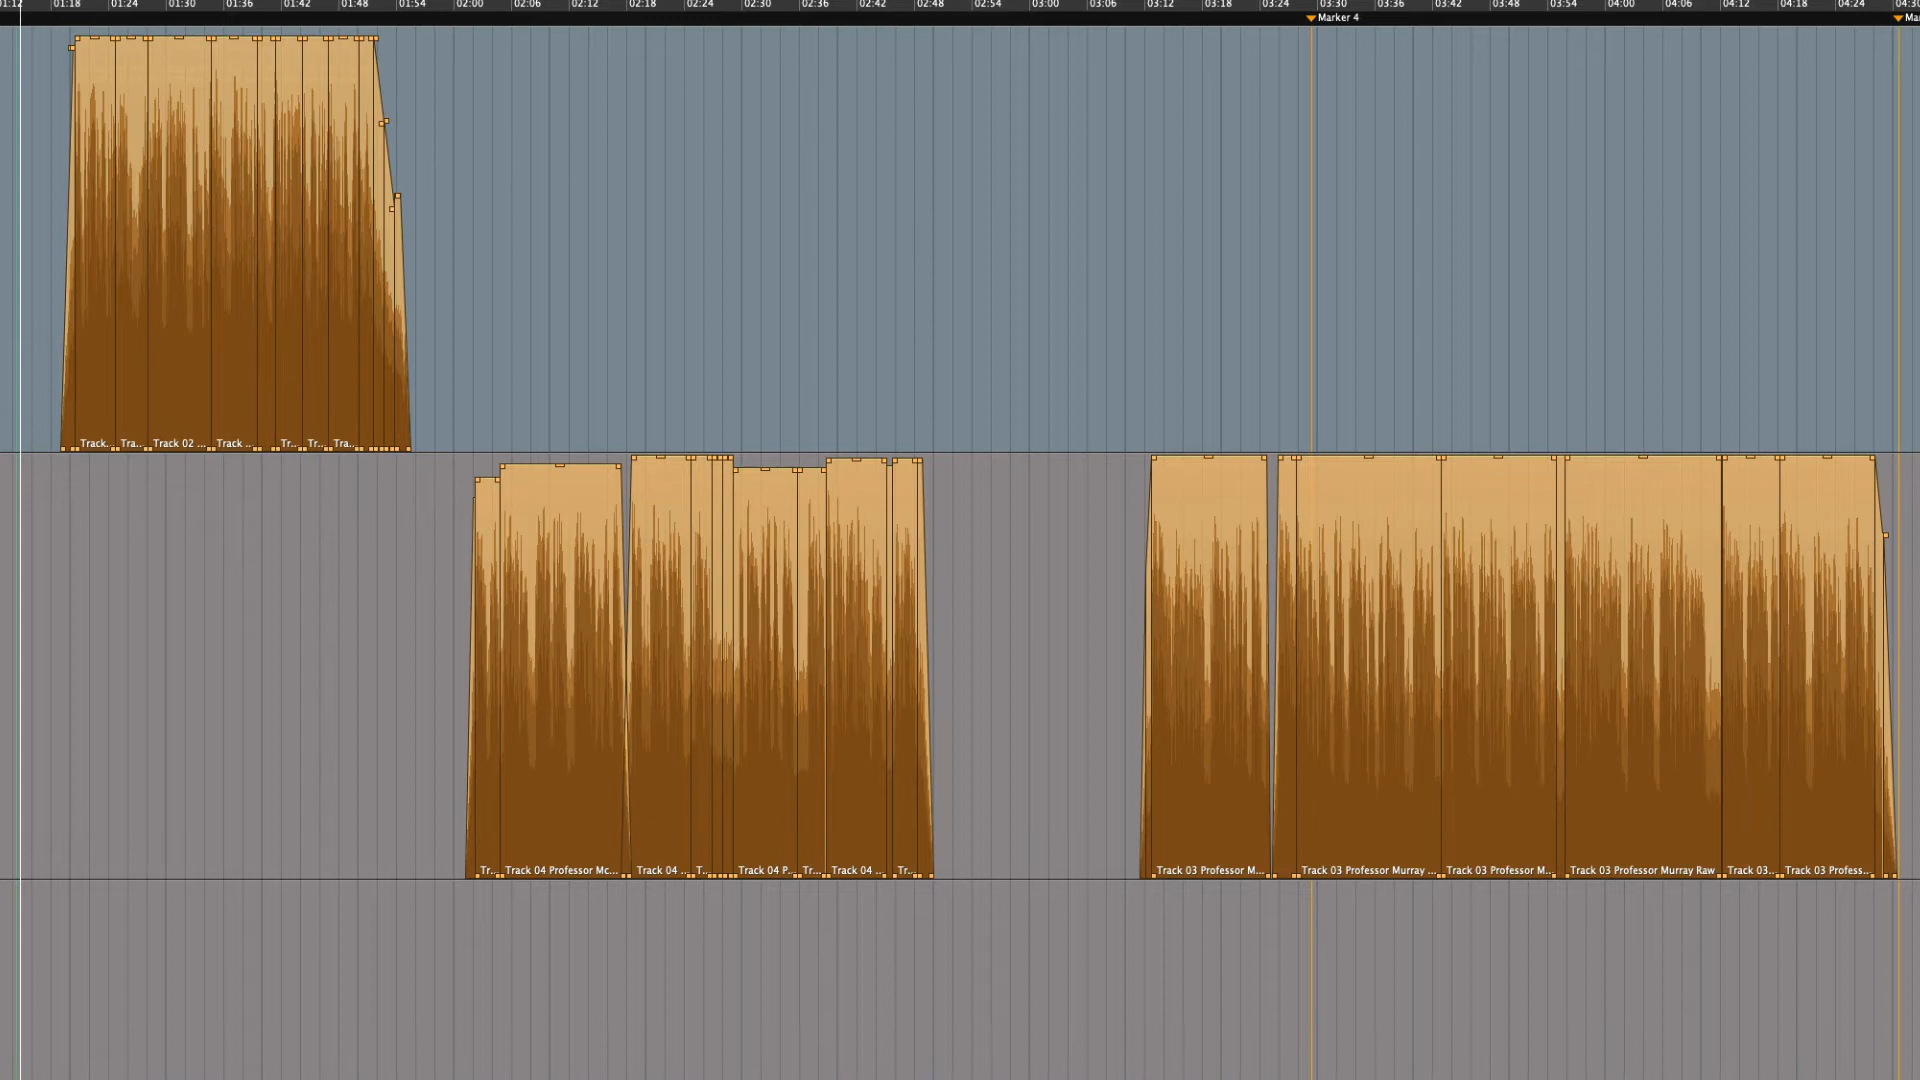 01:12 01:18 01:24 01:30 01:36 01:42 01:48 01:54 02:00 02:06 02:12 02:18 02:24 02:30 02:36 02:42 02:48 02:54 03:00 03:06 03:12 03:18 03:24 03:30 03:36 03:42 03:48 03:54 04:00 04:06 04:12 04:18 04:24 04:30
Marker 4 Ma
Track.. Tra.. Track 02 ... Track .. Tr.. Tr.. Tra..
Tr.. Track 04 Professor Mc... Track 04 .. T.. Track 04 P.. Tr... Track 04 ... Tr.. Track 03 Professor M... Track 03 Professor Murray ... Track 03 Professor M.. Track 03 Professor Murray Raw Track 03.. Track 03 Profess..